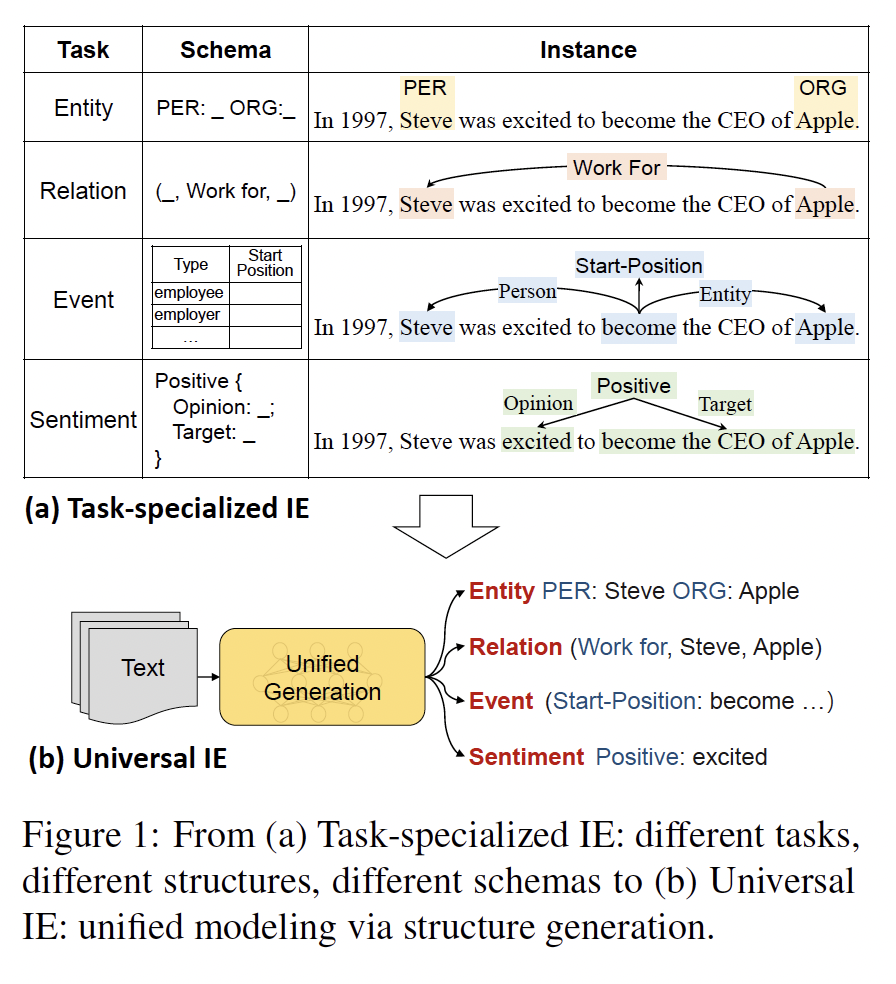 Task Schema Instance
Entity PER: _ ORG:_
PER ORG
In 1997, Steve was excited to become the CEO of Apple.
Relation (_, Work for, _)
Work For
In 1997, Steve was excited to become the CEO of Apple.
Event
Type Start Position
employee
employer
...
Start-Position
Person Entity
In 1997, Steve was excited to become the CEO of Apple.
Sentiment
Positive {
Opinion: _;
Target: _
}
Positive
Opinion Target
In 1997, Steve was excited to become the CEO of Apple.
(a) Task-specialized IE
Text
Unified
Generation
Entity PER: Steve ORG: Apple
Relation (Work for, Steve, Apple)
Event (Start-Position: become ...)
Sentiment Positive: excited
(b) Universal IE
Figure 1: From (a) Task-specialized IE: different tasks,
different structures, different schemas to (b) Universal
IE: unified modeling via structure generation.